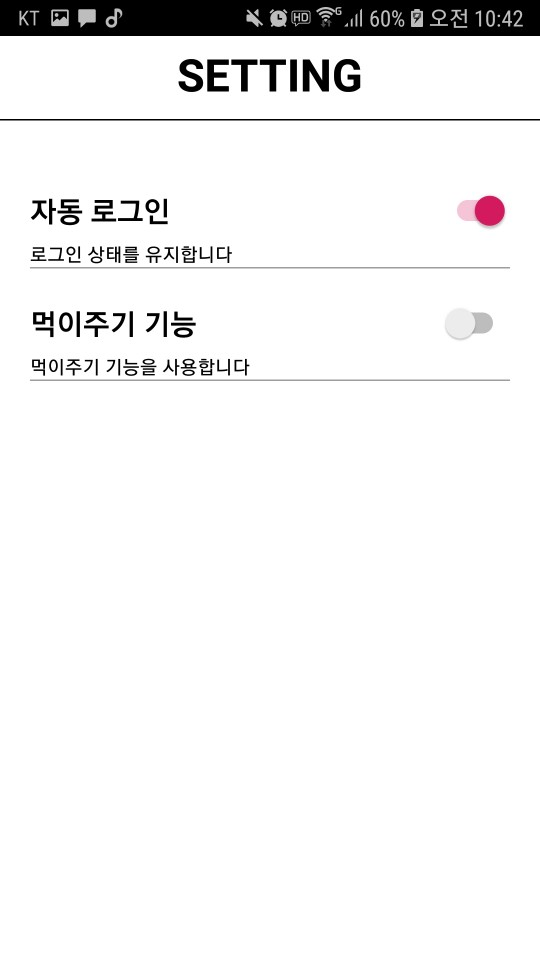 KT HD G 60% 오전 10:42
SETTING
자동 로그인
로그인 상태를 유지합니다
먹이주기 기능
먹이주기 기능을 사용합니다